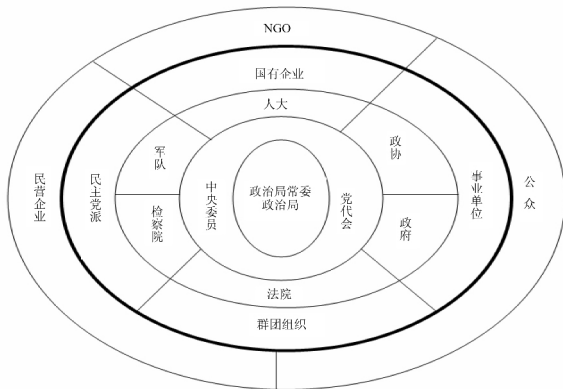 NGO
国有企业
人大
军队
政协
民营企业
民主党派
中央委员
政治局常委
政治局
党代会
事业单位
公众
检察院
政府
法院
群团组织